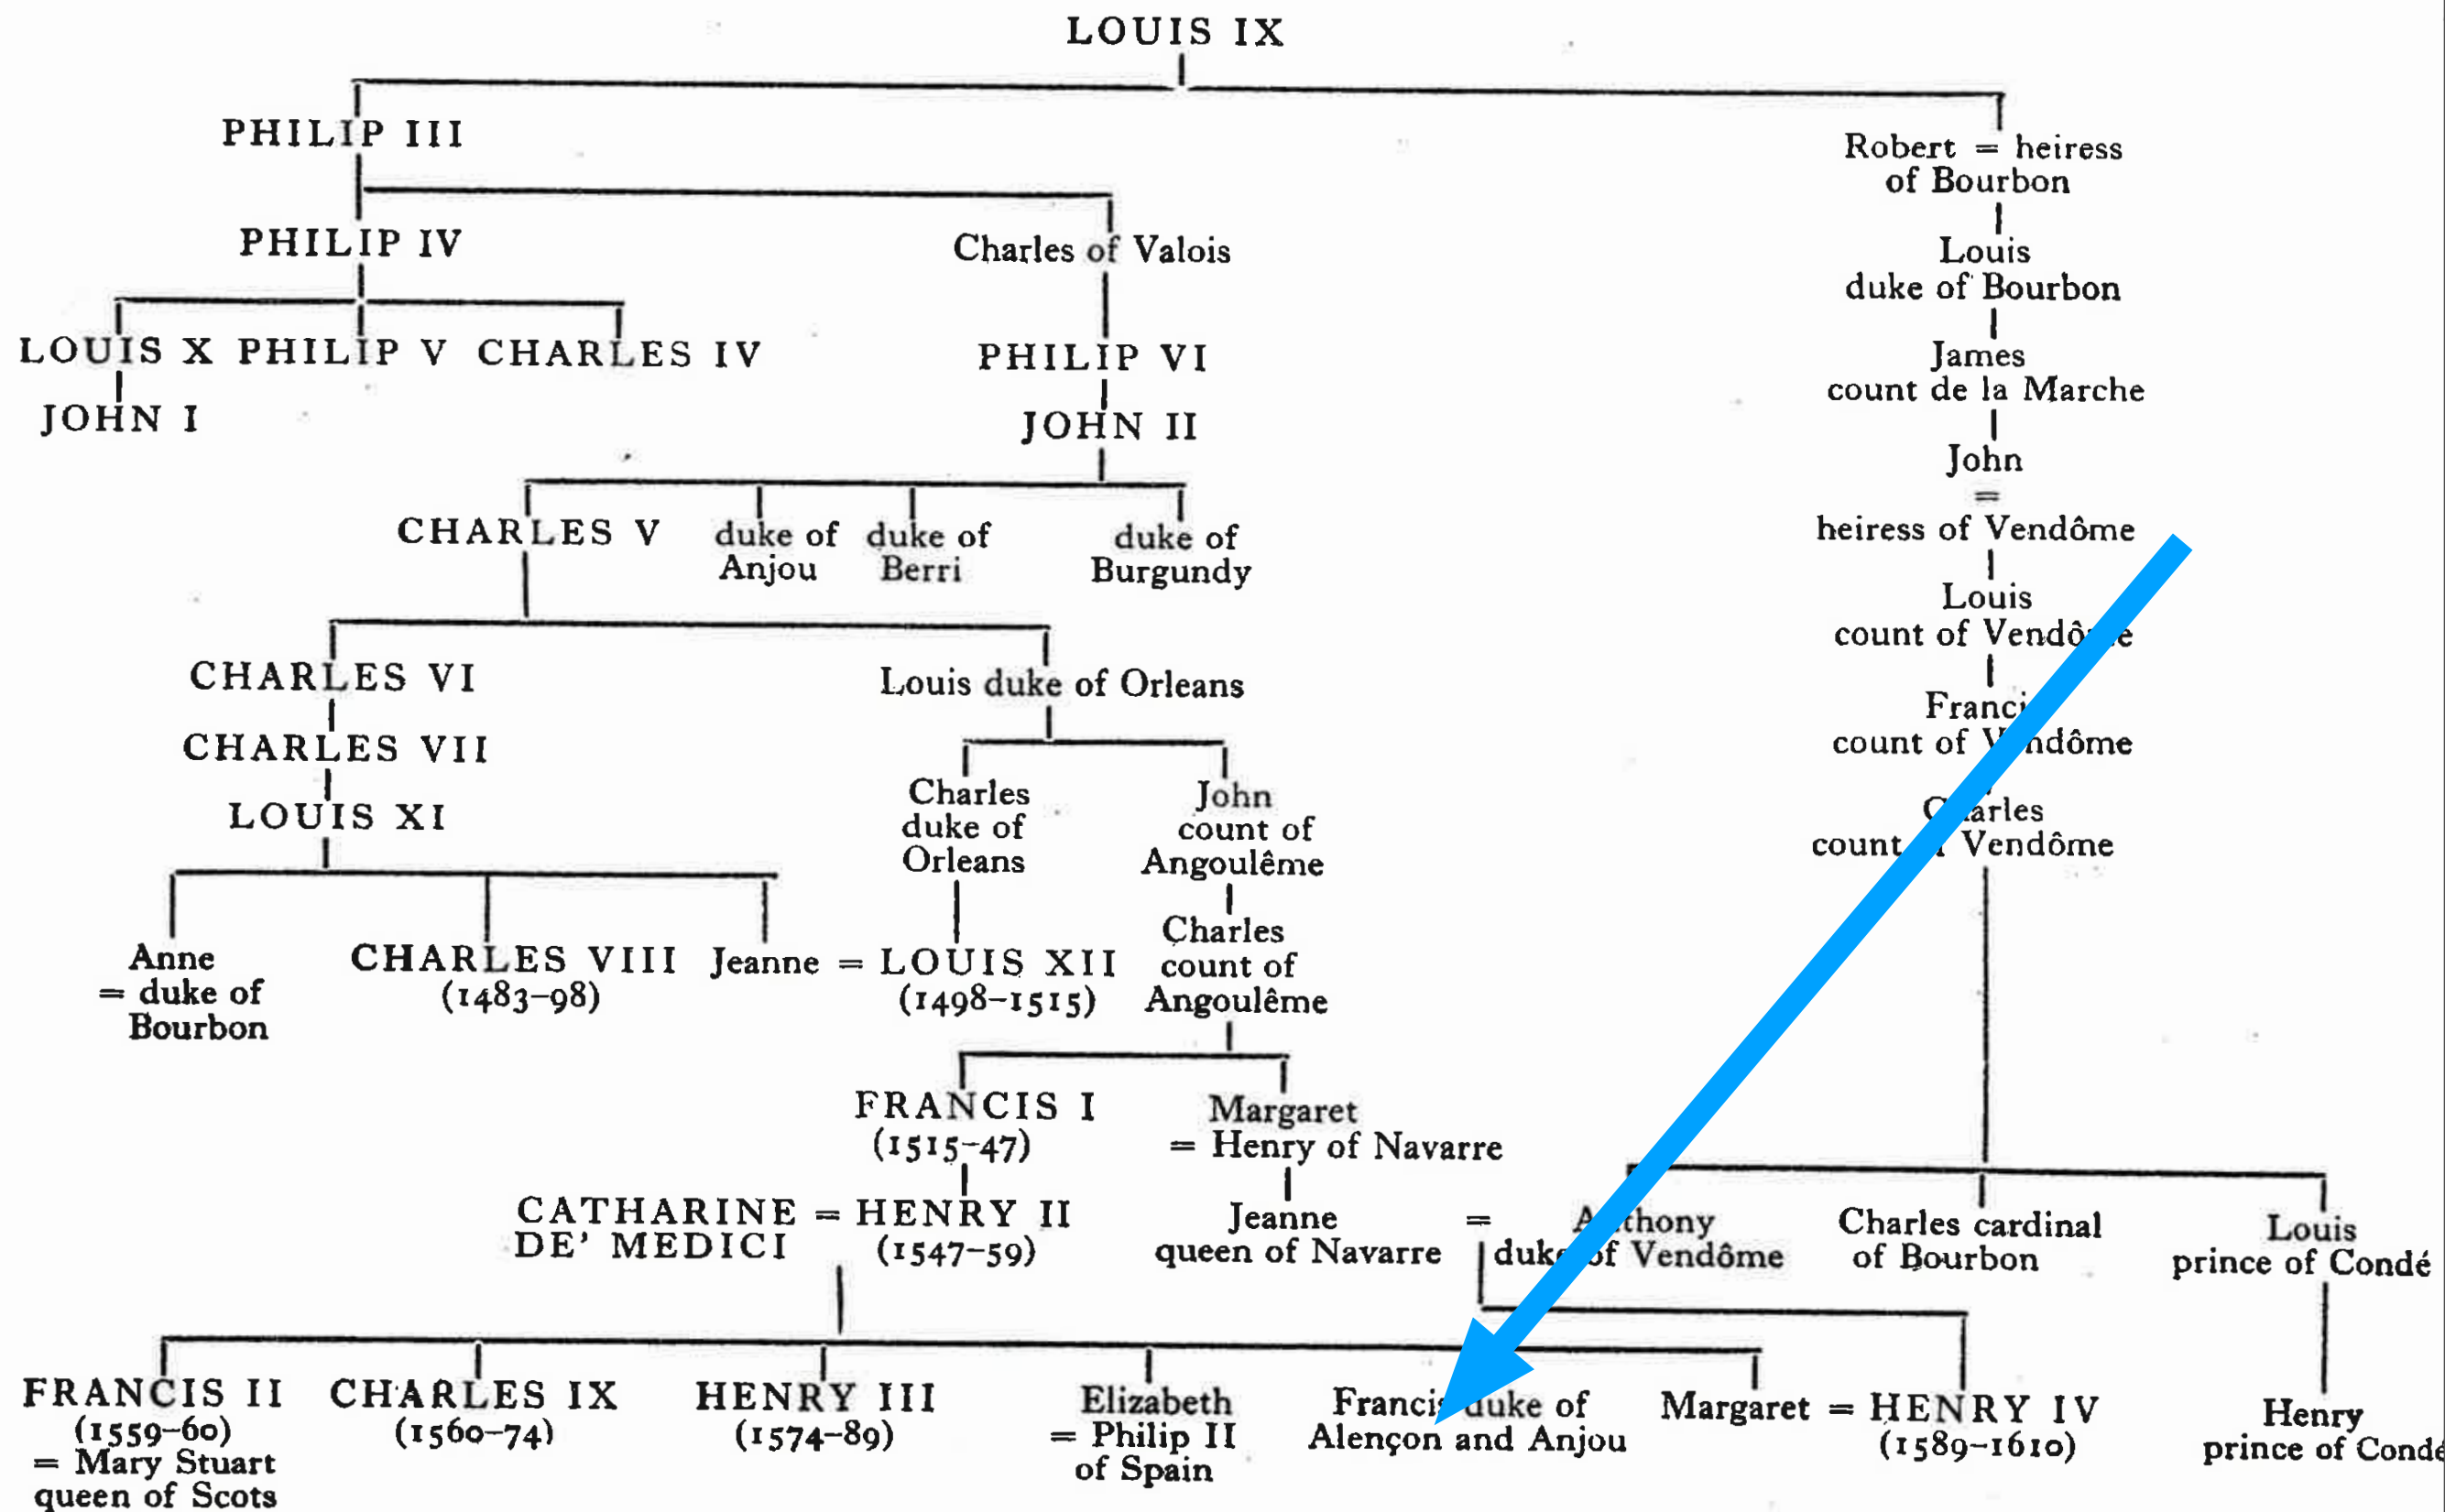 LOUIS IX
PHILIP III
Robert = heiress
of Bourbon
PHILIP IV
Charles of Valois
Louis
duke of Bourbon
LOUIS X PHILIP V CHARLES IV
PHILIP VI
James
count de la Marche
JOHN I
JOHN II
John
=
heiress of Vendôme
CHARLES V
duke of
Anjou
duke of
Berri
duke of
Burgundy
Louis
count of
CHARLES VI
Louis duke of Orleans
count of
CHARLES VII
Charles
duke of
Orleans
John
count of
Angoulême
LOUIS XI
Charles
count Vendôme
Anne
= duke of
Bourbon
CHARLES VIII
(1483–98)
Jeanne = LOUIS XII
(1498–1515)
Charles
count of
Angoulême
FRANCIS I
(1515–47)
Margaret
= Henry of Navarre
CATHARINE = HENRY II
DE' MEDICI (1547–59)
Jeanne =
queen of Navarre
of Vendôme
Charles cardinal
of Bourbon
Louis
prince of Condé
FRANCIS II
(1559–60)
= Mary Stuart
queen of Scots
CHARLES IX
(1560–74)
HENRY III
(1574–89)
Elizabeth
= Philip II
of Spain
Francis duke of
Alençon and Anjou
Margaret = HENRY IV
(1589–1610)
Henry
prince of Condé